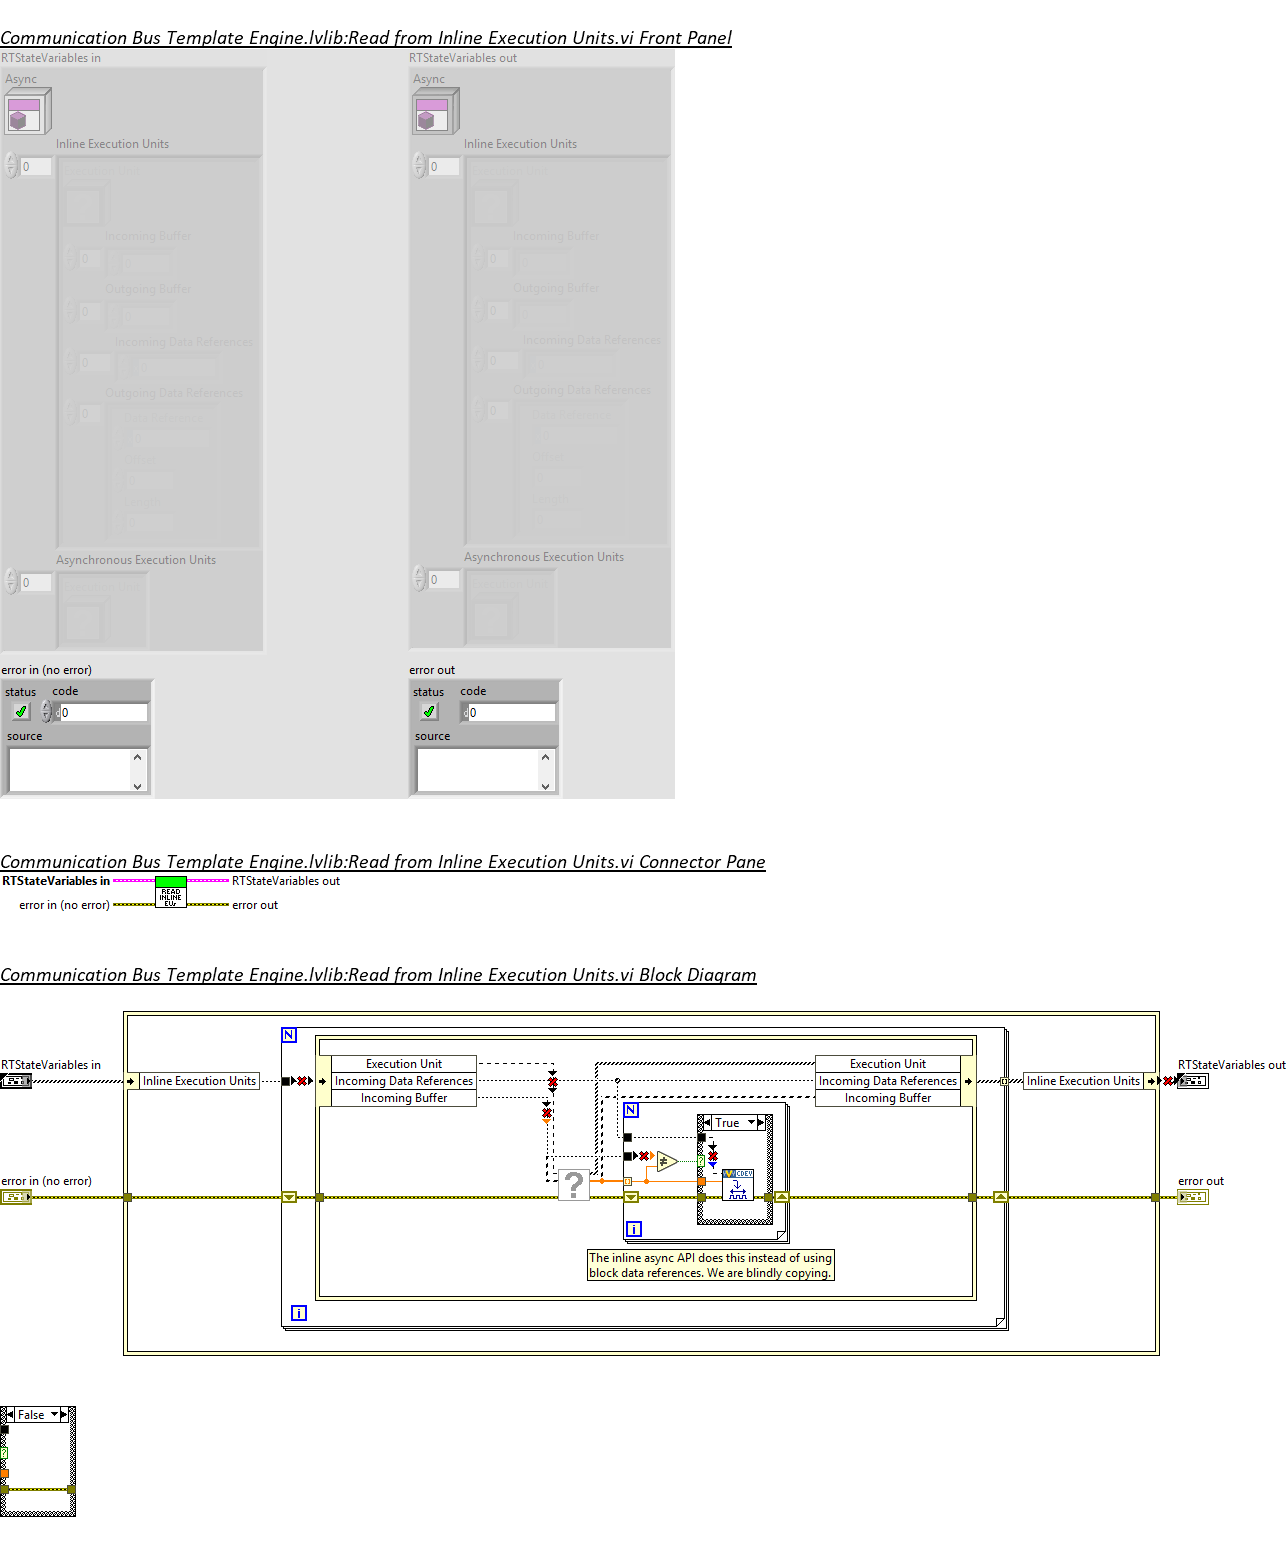 Communication Bus Template Engine.lvlib:Read from Inline Execution Units.vi Front Panel
RTStateVariables in
RTStateVariables out
Async
Async
Inline Execution Units
Inline Execution Units
0
0
Incoming Buffer
Incoming Buffer
0
0
Outgoing Buffer
Outgoing Buffer
0
0
Incoming Data References
Incoming Data References
0
0
Outgoing Data References
Outgoing Data References
0
0
Asynchronous Execution Units
Asynchronous Execution Units
0
0
error in (no error)
error out
status code
status code
0
0
source
source
Communication Bus Template Engine.lvlib:Read from Inline Execution Units.vi Connector Pane
RTStateVariables in
READ
INLINE
EUs
RTStateVariables out
error in (no error)
error out
Communication Bus Template Engine.lvlib:Read from Inline Execution Units.vi Block Diagram
N
RTStateVariables in
Inline Execution Units
Execution Unit
Incoming Data References
Incoming Buffer
Execution Unit
Incoming Data References
Incoming Buffer
Inline Execution Units
RTStateVariables out
N
True
?
?
CDEV
error in (no error)
error out
i
The inline async API does this instead of using
block data references. We are blindly copying.
i
False
?